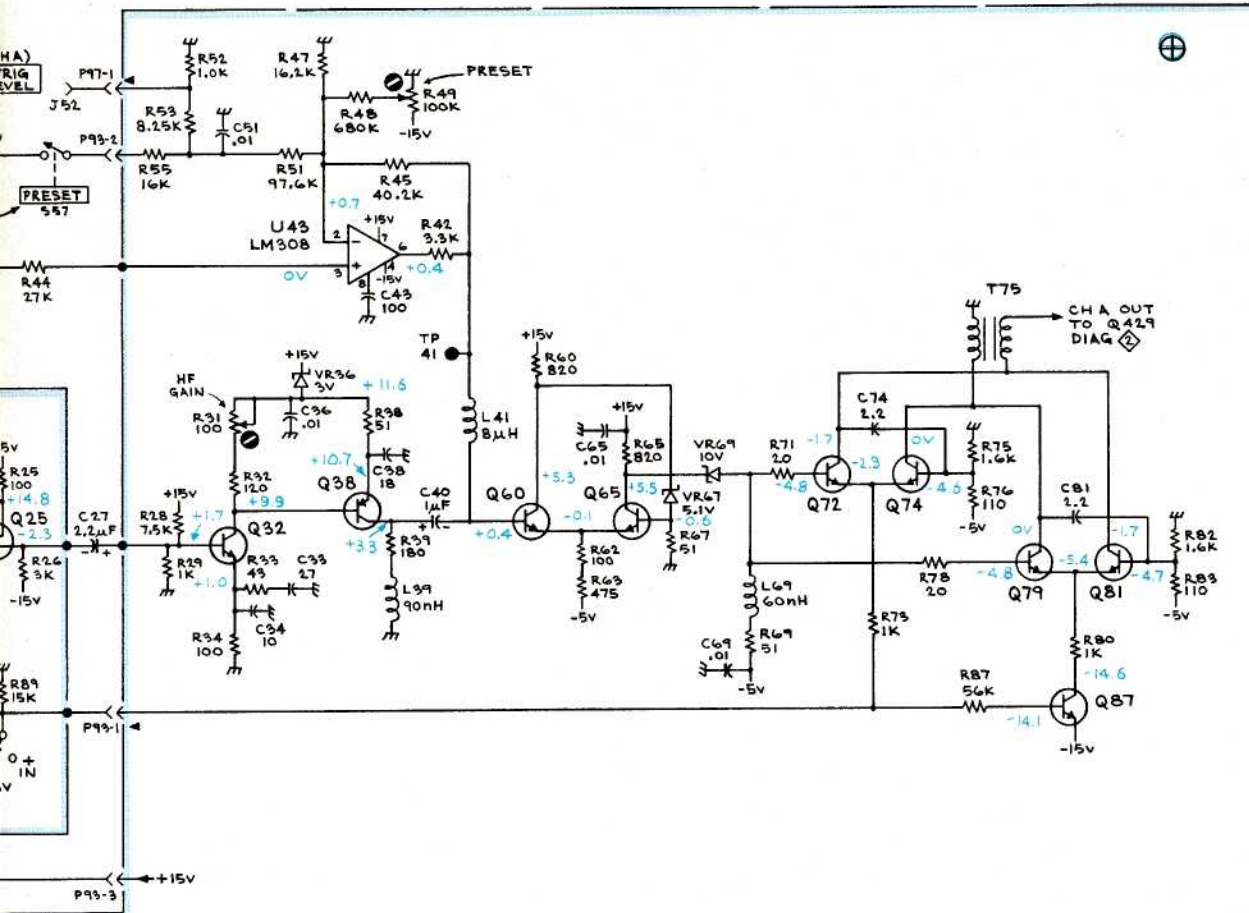 HA)
RIG
EVEL
P97-1
J52
R52
1.0K
R53
8.25K
C51
.01
P93-2
R55
16K
PRESET
S57
R47
16.2K
R48
680K
R49
100K
PRESET
-15V
R51
97.6K
R45
40.2K
+0.7
U43
LM308
+15V
2
7
6
3
4
8
-15V
0V
R42
3.3K
+0.4
C43
100
R44
27K
TP
41
T75
CHA OUT
TO Q429
DIAG 2
HF
GAIN
R31
100
+15V
VR36
3V
+11.6
C36
.01
R38
51
L41
8µH
+15V
R60
820
R32
120
+10.7
Q38
C38
18
+9.9
+15V
C65
.01
R65
820
VR69
10V
R71
20
C74
2.2
-1.7
-2.3
0V
R75
1.6K
5V
R25
100
+14.8
Q25
-2.3
C27
2.2µF
R28
7.5K
+15V
+1.7
Q32
R26
3K
-15V
R29
1K
+1.0
R33
43
C33
27
C34
10
R34
100
+3.3
R39
180
L39
90nH
C40
1µF
+0.4
Q60
+5.3
-0.1
Q65
+5.5
VR67
5.1V
-0.6
R67
51
R62
100
R63
475
-5V
-4.8
Q72
Q74
-4.6
R76
110
-5V
C81
2.2
0V
-1.7
R82
1.6K
L69
60nH
R78
20
-4.8
Q79
-5.4
Q81
-4.7
R83
110
-5V
C69
.01
R69
51
-5V
R73
1K
R80
1K
R89
15K
P93-1
R87
56K
-14.6
-14.1
Q87
-15V
0 +
IN
V
P93-3
+15V